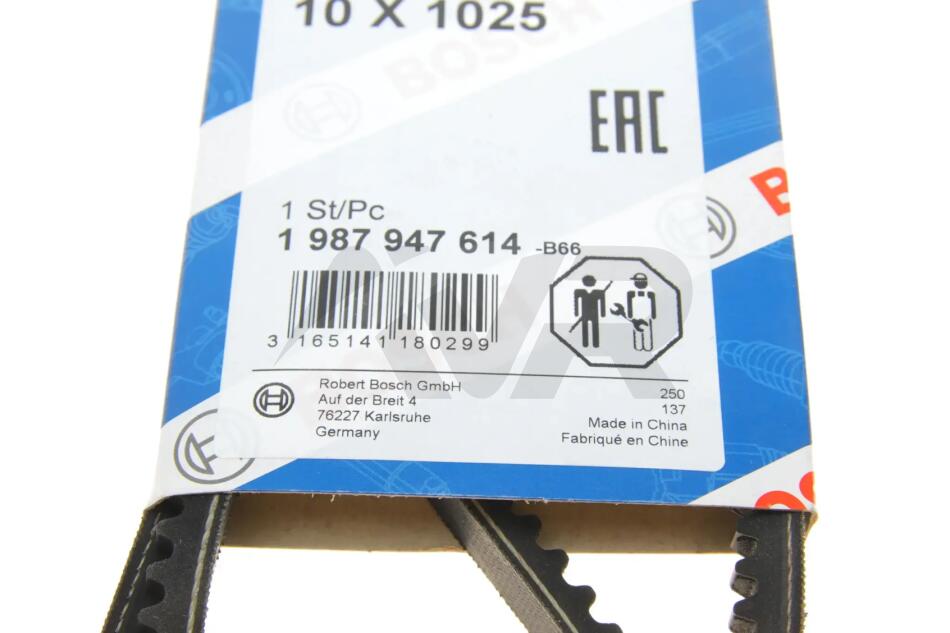 10 X 1025
BOSCH
EAC
1 St/Pc
1 987 947 614 -B66
3 165141 180299
Robert Bosch GmbH
Auf der Breit 4
76227 Karlsruhe
Germany
250
137
Made in China
Fabriqué en Chine